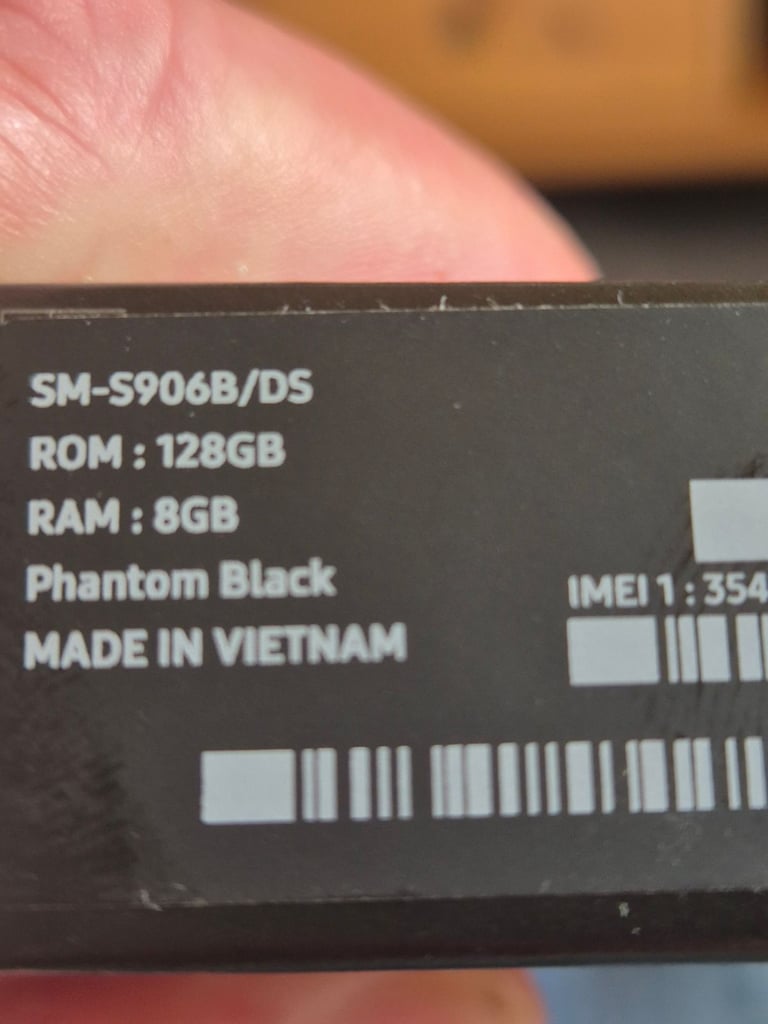 SM-S906B/DS
ROM : 128GB
RAM : 8GB
Phantom Black
MADE IN VIETNAM
IMEI 1 : 354